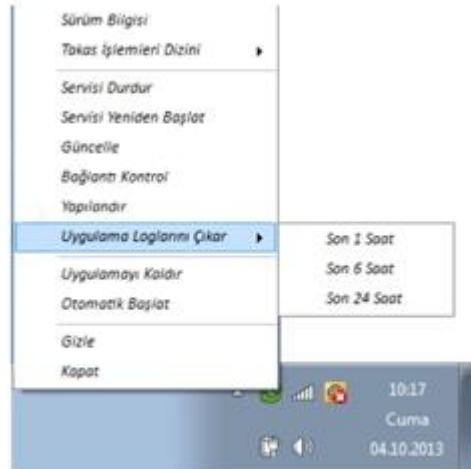 Sürüm Bilgisi
Takas İşlemleri Dizini
Servisi Durdur
Servisi Yeniden Başlat
Güncelle
Bağlantı Kontrol
Yapılandır
Uygulama Loglarını Çıkar
Son 1 Saat
Son 6 Saat
Son 24 Saat
Uygulamayı Kaldır
Otomatik Başlat
Gizle
Kapat
10:17
Cuma
04.10.2013